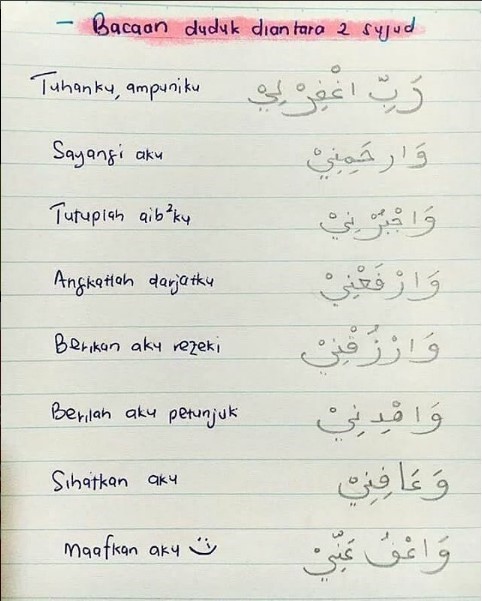 - Bacaan duduk diantara 2 sujud
Tuhanku, ampuniku رَبِّ اغْفِرْ لِيْ
Sayangi aku وَارْحَمِنِيْ
Tutuplah aib²ku وَاجْبُرْنِيْ
Angkatlah darjatku وَارْفَعْنِيْ
Berikan aku rezeki وَارْزُقْنِيْ
Berilah aku petunjuk وَاهْدِنِيْ
Sihatkan aku وَعَافِنِيْ
Maafkan aku :) وَاعْفُ عَنِّيْ